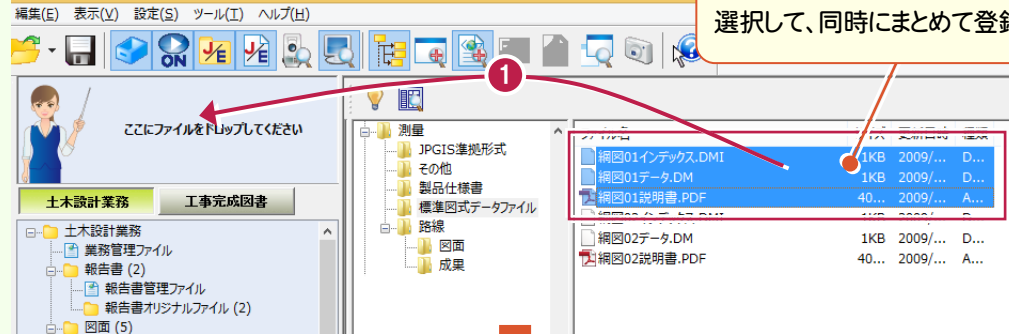 編集(E) 表示(V) 設定(S) ツール(T) ヘルプ(H)
選択して、同時にまとめて登
ON
J/E
J/E
1
ここにファイルをドロップしてください
土木設計業務
工事完成図書
土木設計業務
業務管理ファイル
報告書 (2)
報告書管理ファイル
報告書オリジナルファイル (2)
図面 (5)
測量
JPGIS準拠形式
その他
製品仕様書
標準図式データファイル
路線
図面
成果
網図01インデックス.DMI 1KB 2009/... D...
網図01データ.DM 1KB 2009/... D...
網図01説明書.PDF 40... 2009/... A...
網図02データ.DM 1KB 2009/... D...
網図02説明書.PDF 40... 2009/... A...